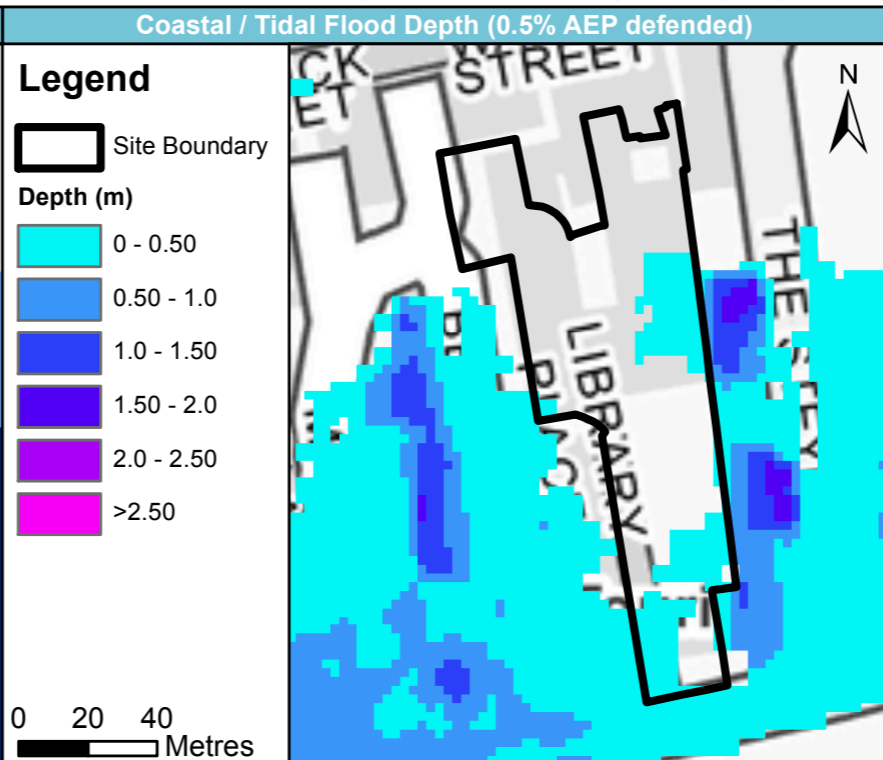 Coastal / Tidal Flood Depth (0.5% AEP defended)
Legend
Site Boundary
Depth (m)
0 - 0.50
0.50 - 1.0
1.0 - 1.50
1.50 - 2.0
2.0 - 2.50
>2.50
0 20 40
Metres
N
STREET
THE
LIBRARY